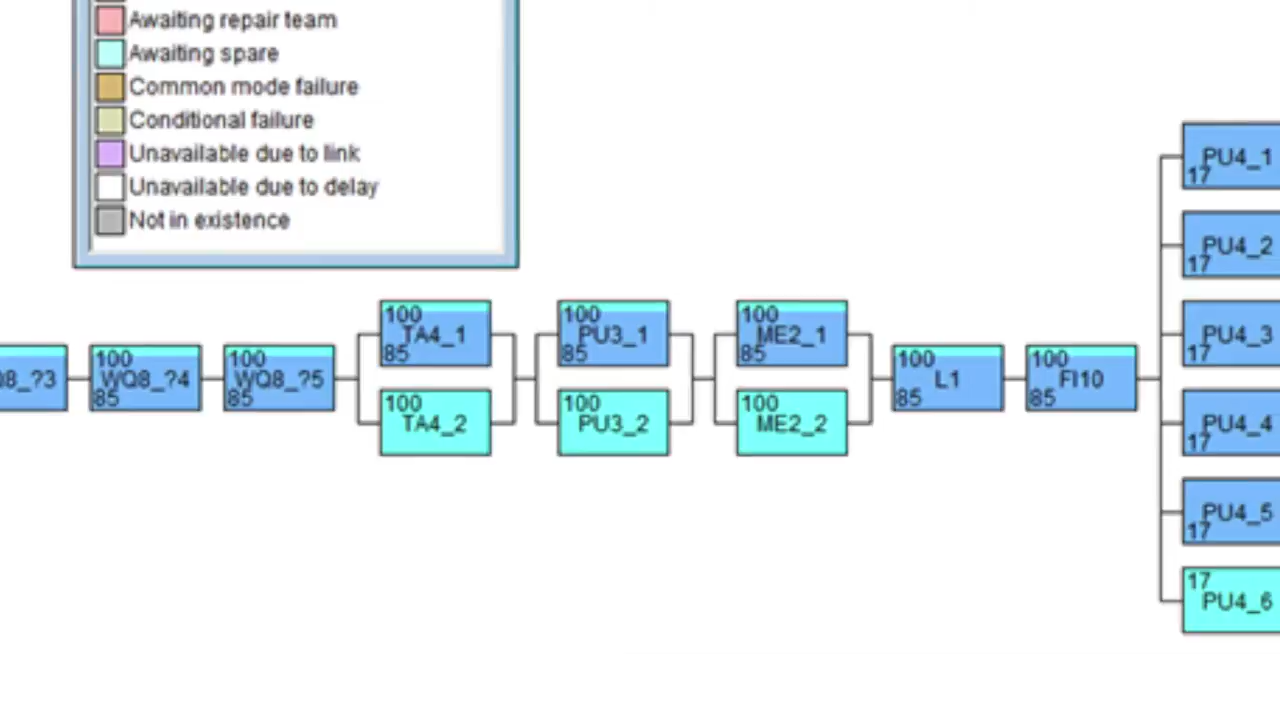 Awaiting repair team
Awaiting spare
Common mode failure
Conditional failure
Unavailable due to link
Unavailable due to delay
Not in existence
8_?3
100
WQ8_?4
85
100
WQ8_?5
85
100
TA4_1
85
100
TA4_2
100
PU3_1
85
100
PU3_2
100
ME2_1
85
100
ME2_2
100
L1
85
100
FI10
85
PU4_1
17
PU4_2
17
PU4_3
17
PU4_4
17
PU4_5
17
17
PU4_6